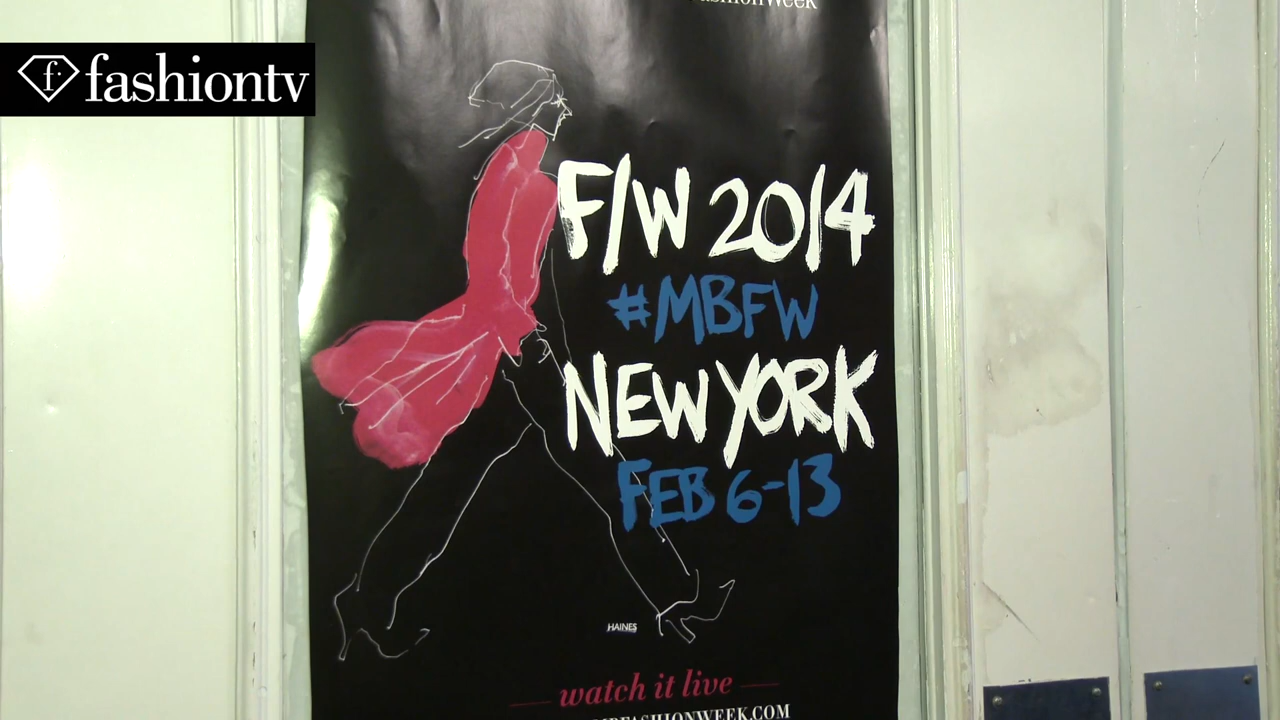 fashiontv
F/W 2014
#MBFW
NEW YORK
FEB 6-13
HAINES
watch it live